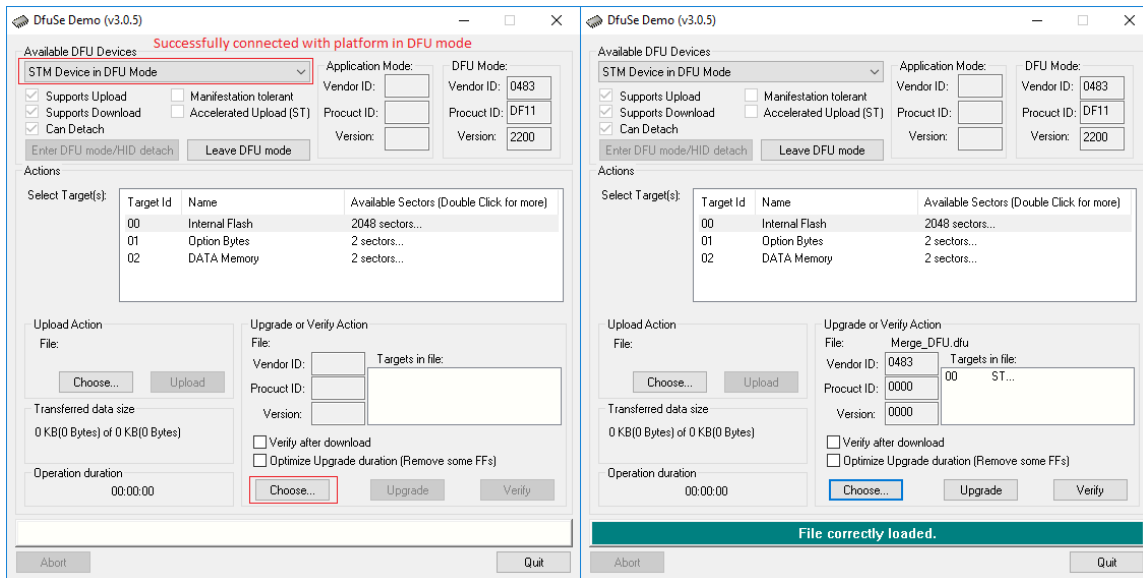 DfuSe Demo (v3.0.5)
Successfully connected with platform in DFU mode
Available DFU Devices
STM Device in DFU Mode
Supports Upload
Manifestation tolerant
Supports Download
Accelerated Upload (ST)
Can Detach
Enter DFU mode/HID detach
Leave DFU mode
Application Mode:
Vendor ID:
Procuct ID:
Version:
DFU Mode:
Vendor ID: 0483
Procuct ID: DF11
Version: 2200
Actions
Select Target(s):
Target Id Name Available Sectors (Double Click for more)
00 Internal Flash 2048 sectors...
01 Option Bytes 2 sectors...
02 DATA Memory 2 sectors...
Upload Action
File:
Choose... Upload
Transferred data size
0 KB(0 Bytes) of 0 KB(0 Bytes)
Operation duration
00:00:00
Upgrade or Verify Action
File:
Vendor ID:
Procuct ID:
Version:
Targets in file:
Verify after download
Optimize Upgrade duration (Remove some FFs)
Choose... Upgrade Verify
Abort Quit
DfuSe Demo (v3.0.5)
Available DFU Devices
STM Device in DFU Mode
Supports Upload
Manifestation tolerant
Supports Download
Accelerated Upload (ST)
Can Detach
Enter DFU mode/HID detach
Leave DFU mode
Application Mode:
Vendor ID:
Procuct ID:
Version:
DFU Mode:
Vendor ID: 0483
Procuct ID: DF11
Version: 2200
Actions
Select Target(s):
Target Id Name Available Sectors (Double Click for more)
00 Internal Flash 2048 sectors...
01 Option Bytes 2 sectors...
02 DATA Memory 2 sectors...
Upload Action
File:
Choose... Upload
Transferred data size
0 KB(0 Bytes) of 0 KB(0 Bytes)
Operation duration
00:00:00
Upgrade or Verify Action
File: Merge_DFU.dfu
Vendor ID: 0483
Procuct ID: 0000
Version: 0000
Targets in file:
00 ST...
Verify after download
Optimize Upgrade duration (Remove some FFs)
Choose... Upgrade Verify
File correctly loaded.
Abort Quit